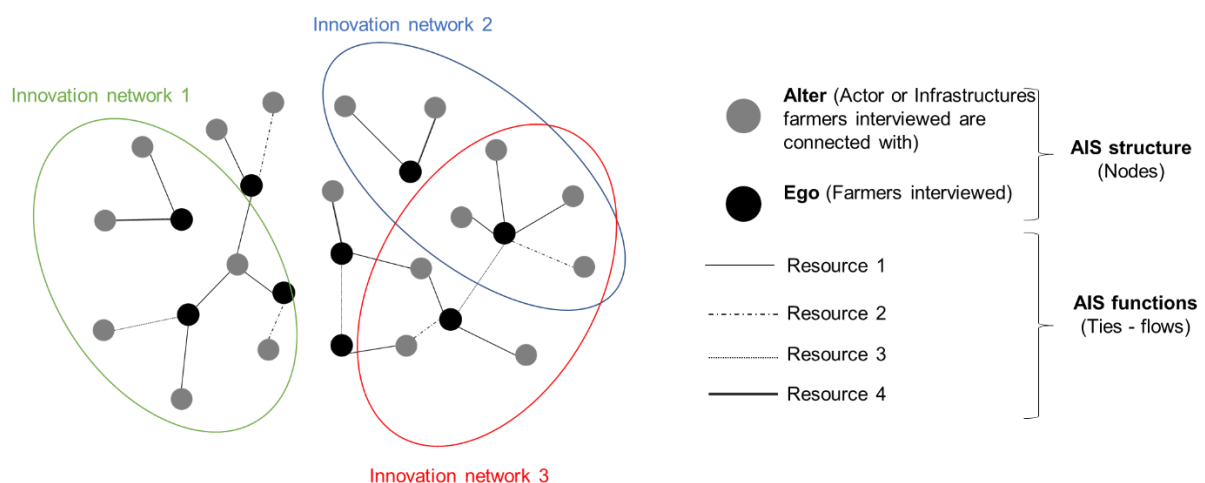 Innovation network 2
Innovation network 1
Innovation network 3
Alter (Actor or Infrastructures
farmers interviewed are
connected with)
Ego (Farmers interviewed)
AIS structure
(Nodes)
Resource 1
Resource 2
Resource 3
Resource 4
AIS functions
(Ties - flows)